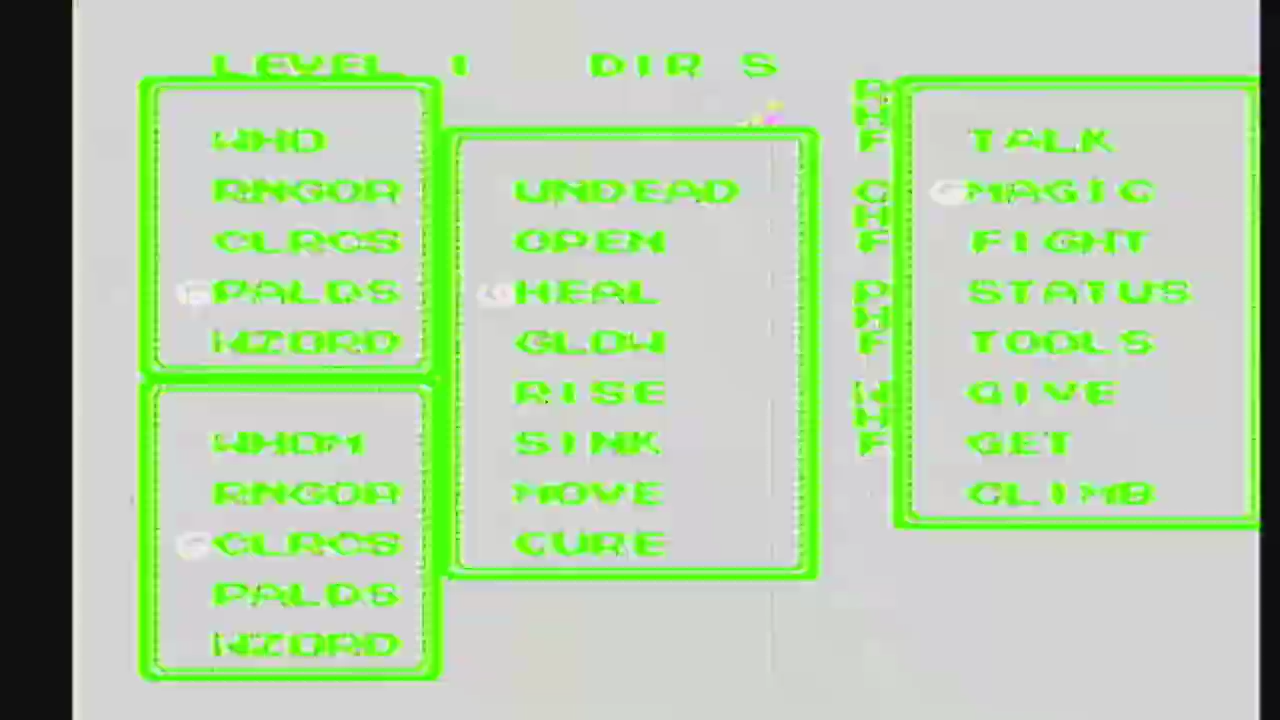 LEVEL 1 DIR S
WHO
RNGOR
CLRCS
PALDS
WZORD
WHOM
RNGOR
CLRCS
PALDS
WZORD
UNDEAD
OPEN
HEAL
GLOW
RISE
SINK
MOVE
CURE
R
H
F
C
H
F
P
H
F
W
H
F
TALK
MAGIC
FIGHT
STATUS
TOOLS
GIVE
GET
CLIMB